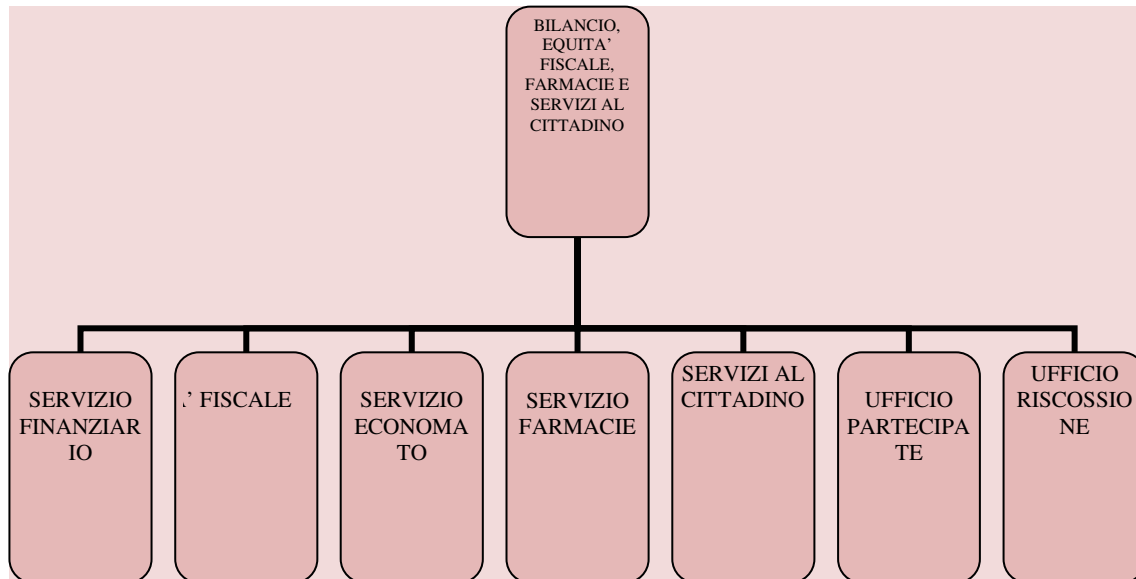 BILANCIO,
EQUITA’
FISCALE,
FARMACIE E
SERVIZI AL
CITTADINO
SERVIZIO
FINANZIAR
IO
’ FISCALE
SERVIZIO
ECONOMA
TO
SERVIZIO
FARMACIE
SERVIZI AL
CITTADINO
UFFICIO
PARTECIPA
TE
UFFICIO
RISCOSSIO
NE